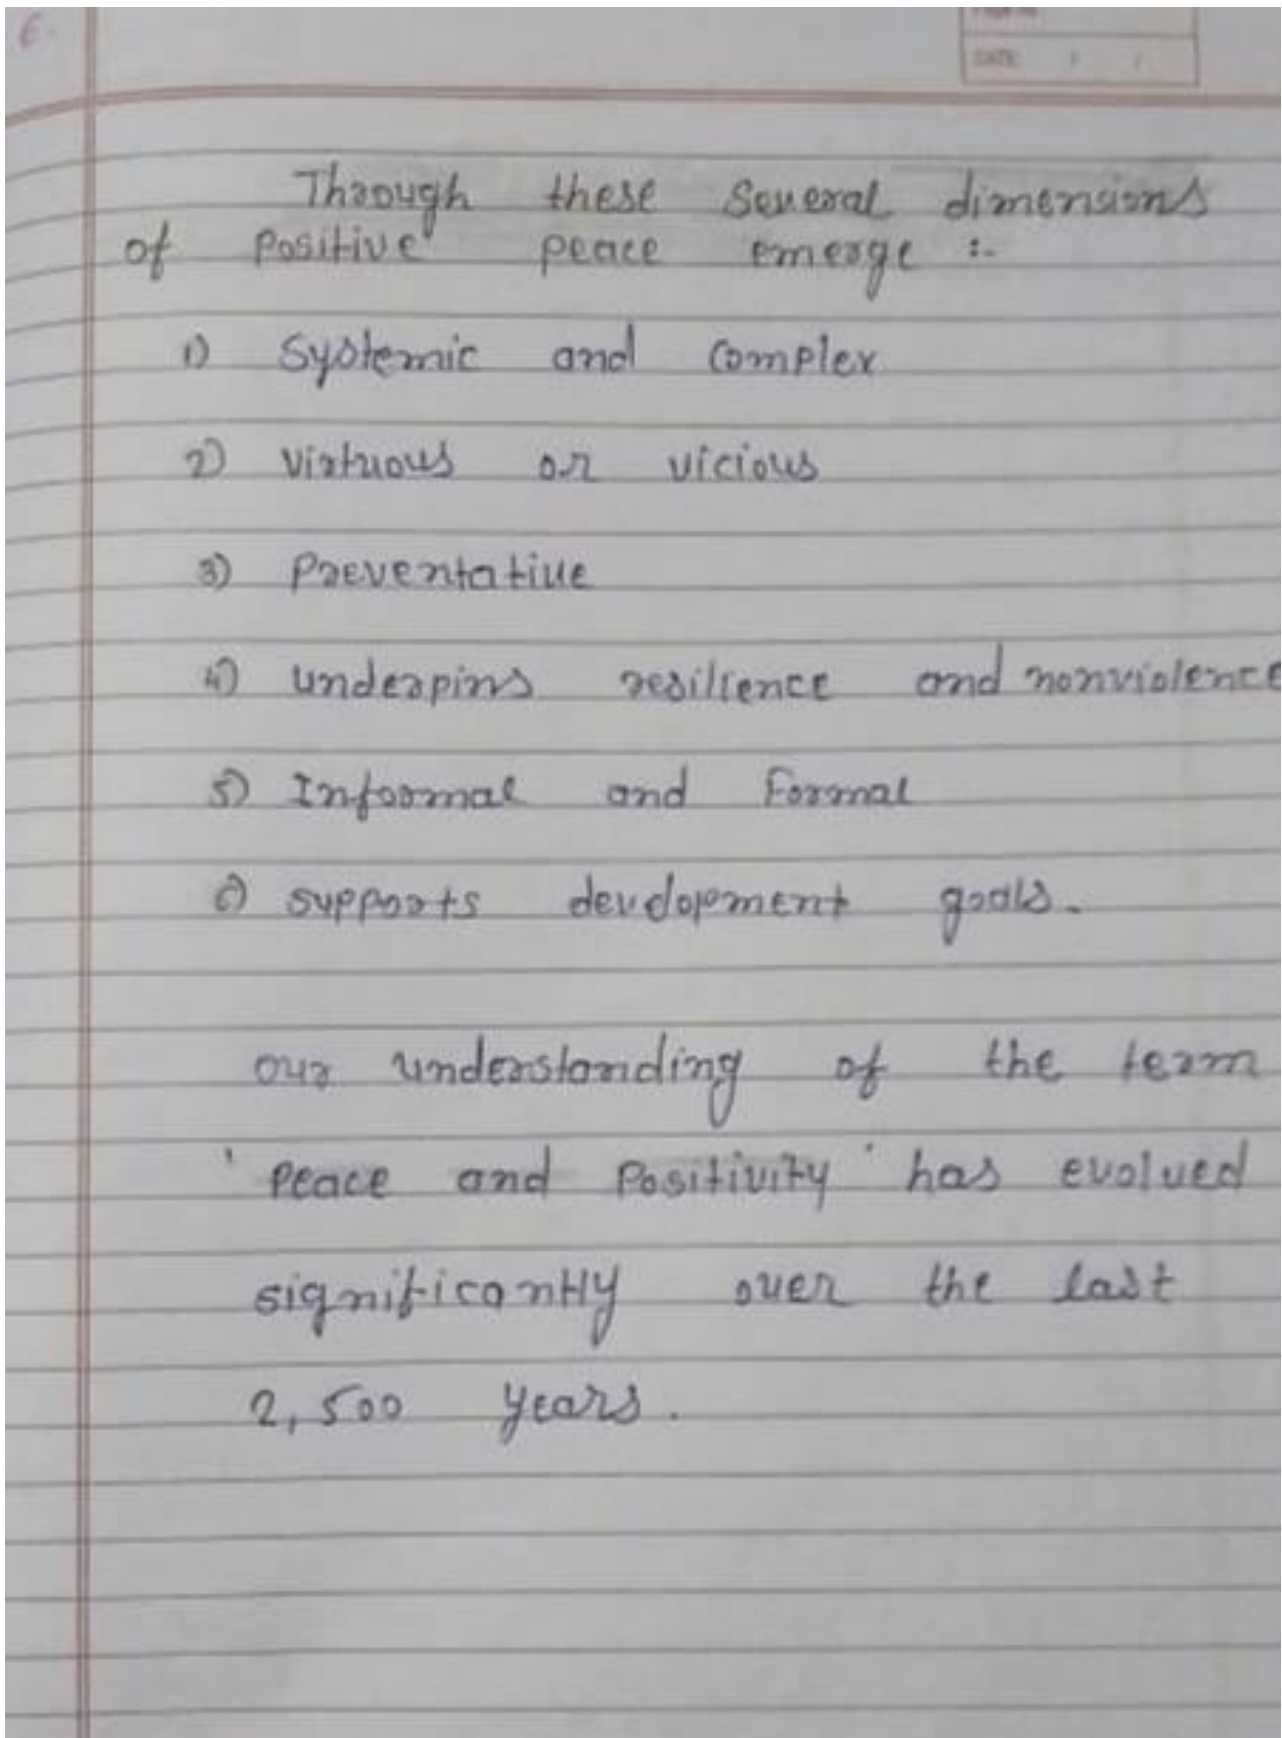 6.
DATE / /
Through these several dimensions
of Positive peace emerge :-
1) Systemic and Complex
2) Virtuous or vicious
3) Preventative
4) underpins resilience and nonviolence
5) Informal and Formal
6) supports development goals.
our understanding of the term
' Peace and Positivity ' has evolved
significantly over the last
2,500 years.